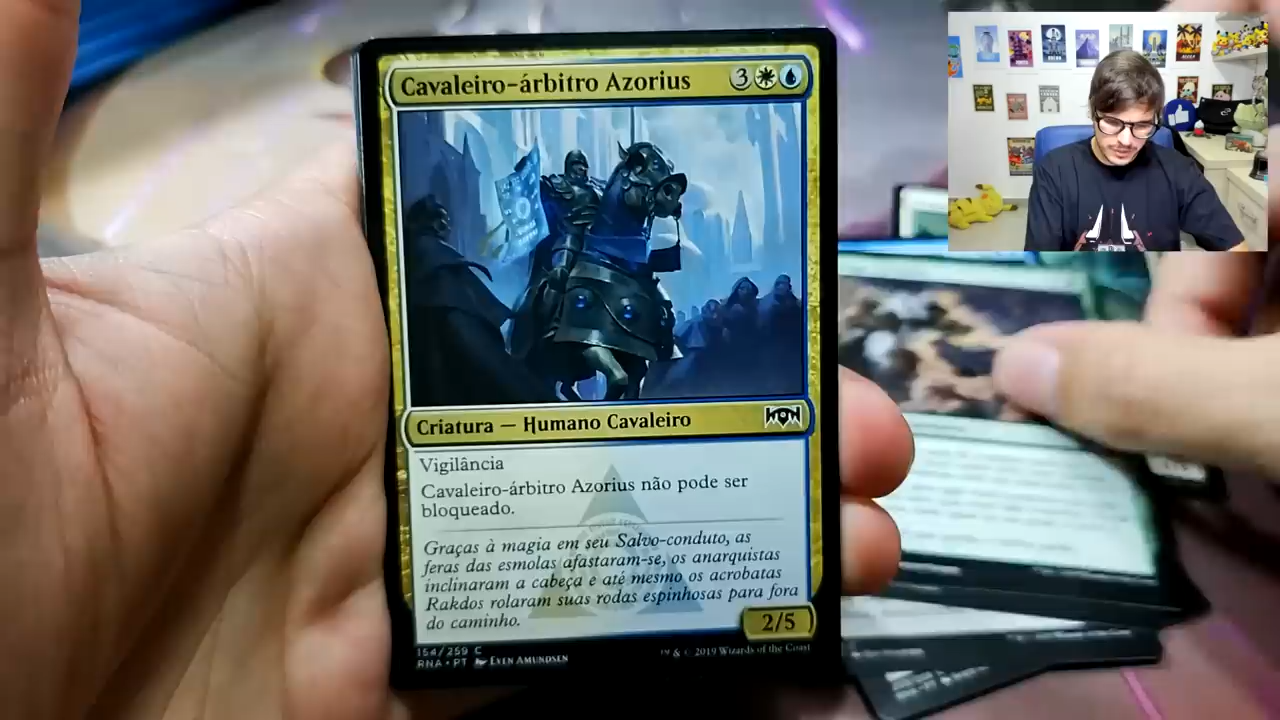 Cavaleiro-árbitro Azorius 3
Criatura — Humano Cavaleiro
Vigilância
Cavaleiro-árbitro Azorius não pode ser
bloqueado.
Graças à magia em seu Salvo-conduto, as
feras das esmolas afastaram-se, os anarquistas
inclinaram a cabeça e até mesmo os acrobatas
Rakdos rolaram suas rodas espinhosas para fora
do caminho.
2/5
154/259 C
RNA • PT Even Amundsen
™ & © 2019 Wizards of the Coast